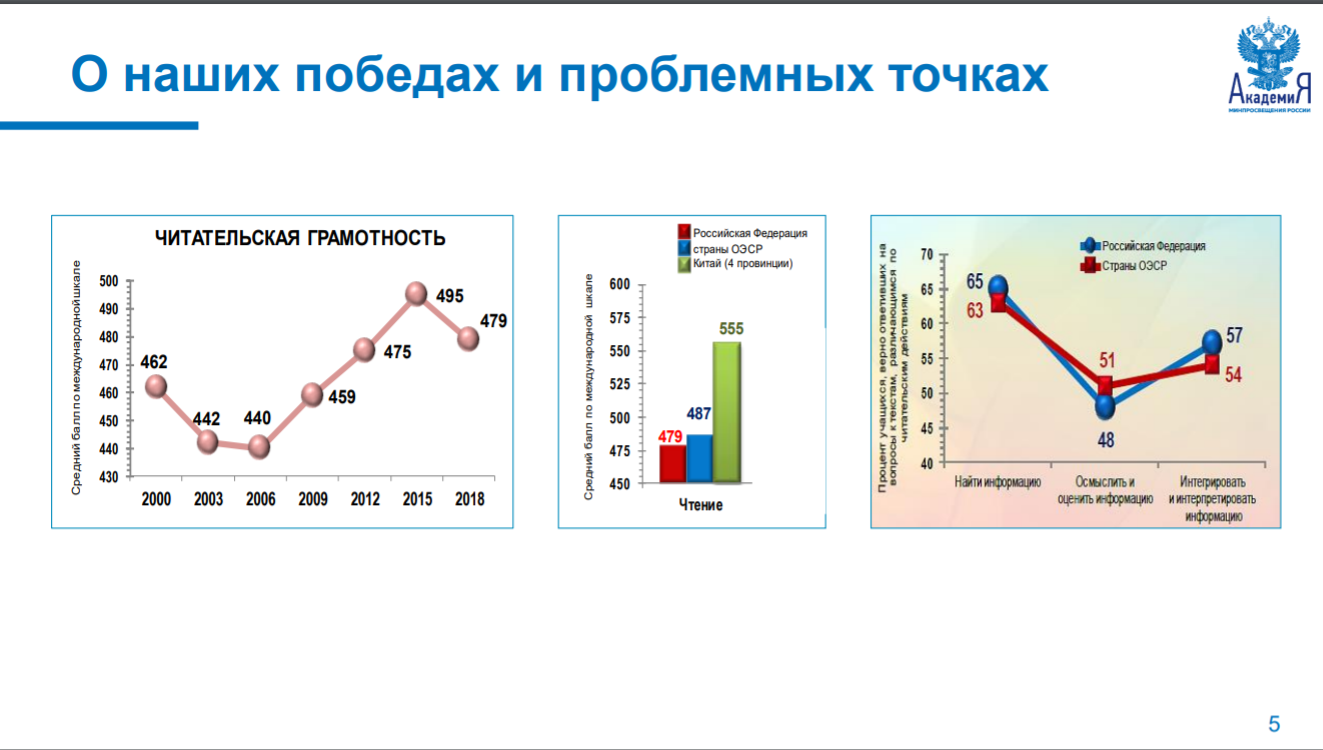 О наших победах и проблемных точках
АкадемиЯ
МИНПРОСВЕЩЕНИЯ РОССИИ
ЧИТАТЕЛЬСКАЯ ГРАМОТНОСТЬ
Средний балл по международнойшкале
500
490
480
470
460
450
440
430
462
442
440
459
475
495
479
2000 2003 2006 2009 2012 2015 2018
Российская Федерация
страны ОЭСР
Китай (4 провинции)
Средний балл по международной шкале
600
575
550
525
500
475
450
479
487
555
Чтение
Процент учащихся, верно ответивших на
вопросы к текстам, различающимся по
читательским действиям
Российская Федерация
Страны ОЭСР
70
65
60
55
50
45
40
65
63
51
48
57
54
Найти информацию
Осмыслить и
оценить информацию
Интегрировать
и интерпретировать
информацию
5